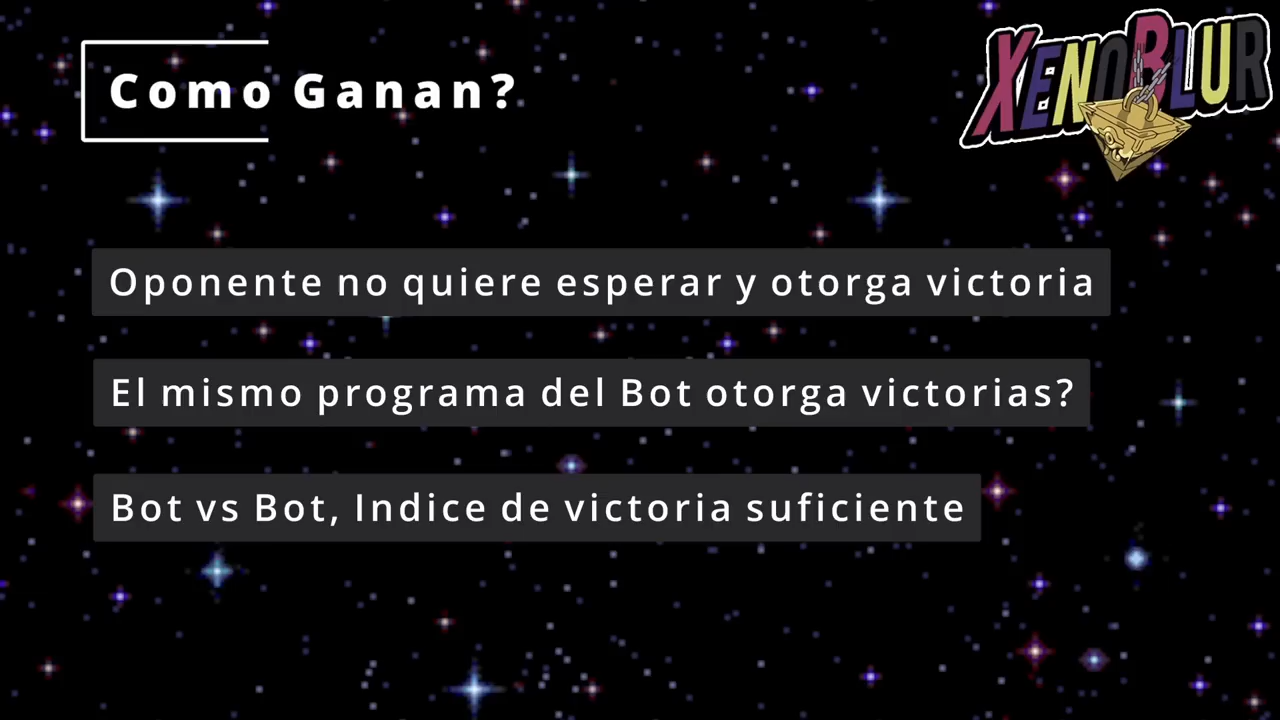 Como Ganan?
XENOBLUR
Oponente no quiere esperar y otorga victoria
El mismo programa del Bot otorga victorias?
Bot vs Bot, Indice de victoria suficiente